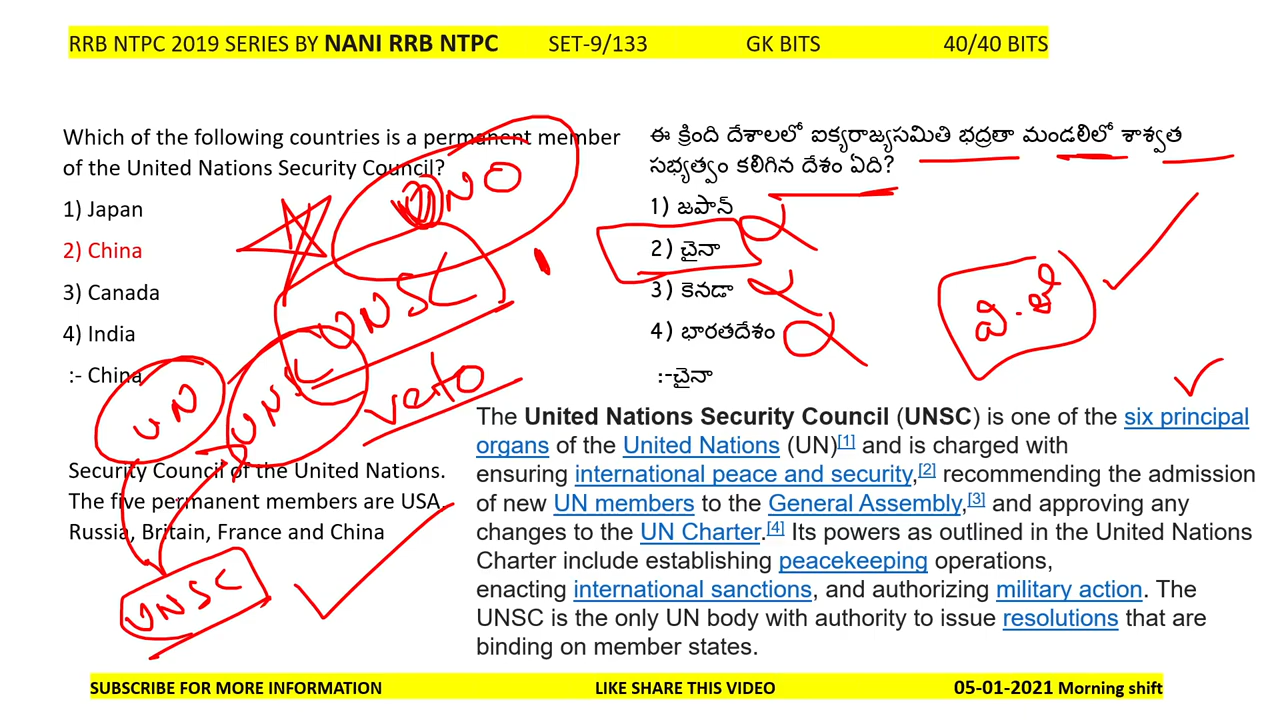 RRB NTPC 2019 SERIES BY NANI RRB NTPC SET-9/133 GK BITS 40/40 BITS
Which of the following countries is a permanent member
of the United Nations Security Council?
1) Japan
2) China
3) Canada
4) India
:- China
Security Council of the United Nations.
The five permanent members are USA,
Russia, Britain, France and China
ఈ క్రింది దేశాలలో ఐక్యరాజ్యసమితి భద్రతా మండలిలో శాశ్వత
సభ్యత్వం కలిగిన దేశం ఏది?
1) జపాన్
2) చైనా
3) కెనడా
4) భారతదేశం
:-చైనా
UNO
UNSC
UNSC
UN
UNSC
వి.శే
The United Nations Security Council (UNSC) is one of the six principal
organs of the United Nations (UN)[1] and is charged with
ensuring international peace and security,[2] recommending the admission
of new UN members to the General Assembly,[3] and approving any
changes to the UN Charter.[4] Its powers as outlined in the United Nations
Charter include establishing peacekeeping operations,
enacting international sanctions, and authorizing military action. The
UNSC is the only UN body with authority to issue resolutions that are
binding on member states.
SUBSCRIBE FOR MORE INFORMATION LIKE SHARE THIS VIDEO 05-01-2021 Morning shift